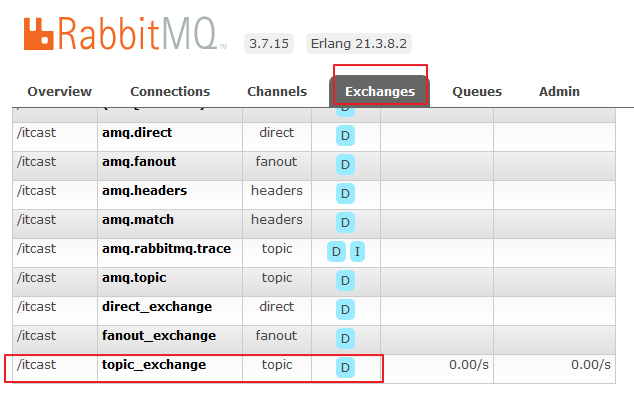 RabbitMQ™ 3.7.15 Erlang 21.3.8.2
Overview Connections Channels Exchanges Queues Admin
D
/itcast amq.direct direct D
/itcast amq.fanout fanout D
/itcast amq.headers headers D
/itcast amq.match headers D
/itcast amq.rabbitmq.trace topic D I
/itcast amq.topic topic D
/itcast direct_exchange direct D
/itcast fanout_exchange fanout D
/itcast topic_exchange topic D 0.00/s 0.00/s